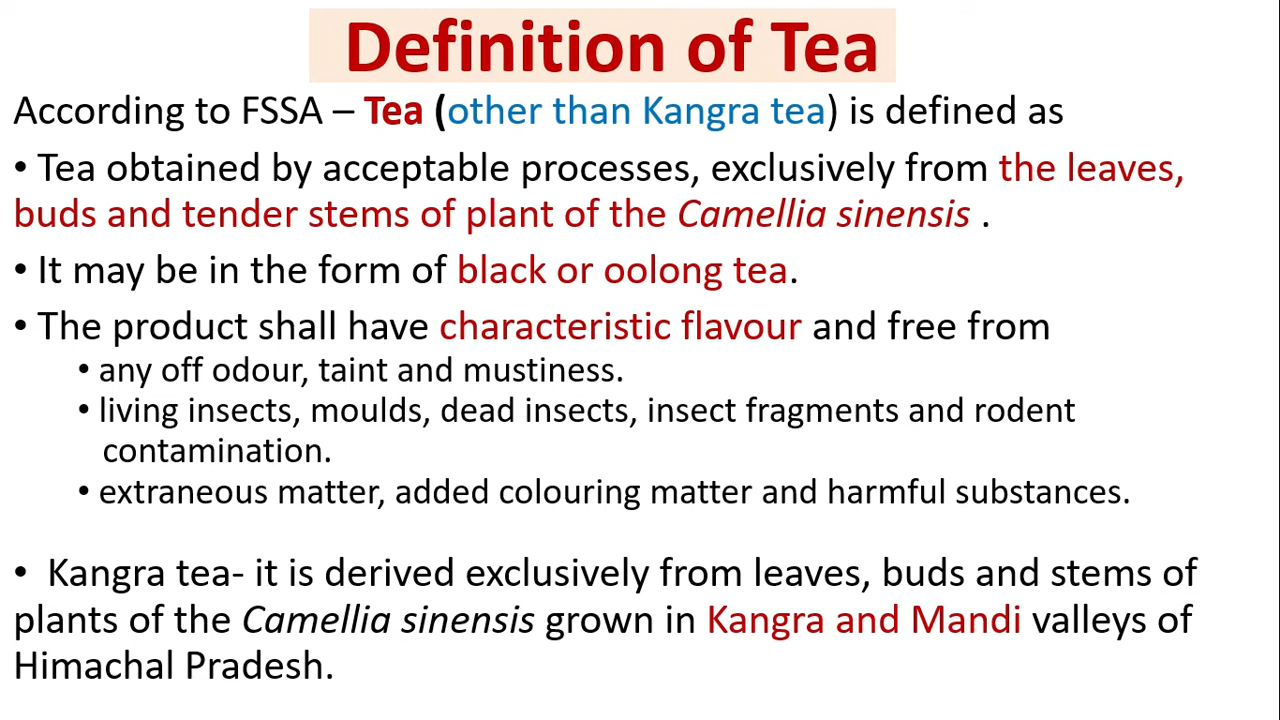 Definition of Tea
According to FSSA – Tea (other than Kangra tea) is defined as
• Tea obtained by acceptable processes, exclusively from the leaves,
buds and tender stems of plant of the Camellia sinensis .
• It may be in the form of black or oolong tea.
• The product shall have characteristic flavour and free from
• any off odour, taint and mustiness.
• living insects, moulds, dead insects, insect fragments and rodent
contamination.
• extraneous matter, added colouring matter and harmful substances.
• Kangra tea- it is derived exclusively from leaves, buds and stems of
plants of the Camellia sinensis grown in Kangra and Mandi valleys of
Himachal Pradesh.